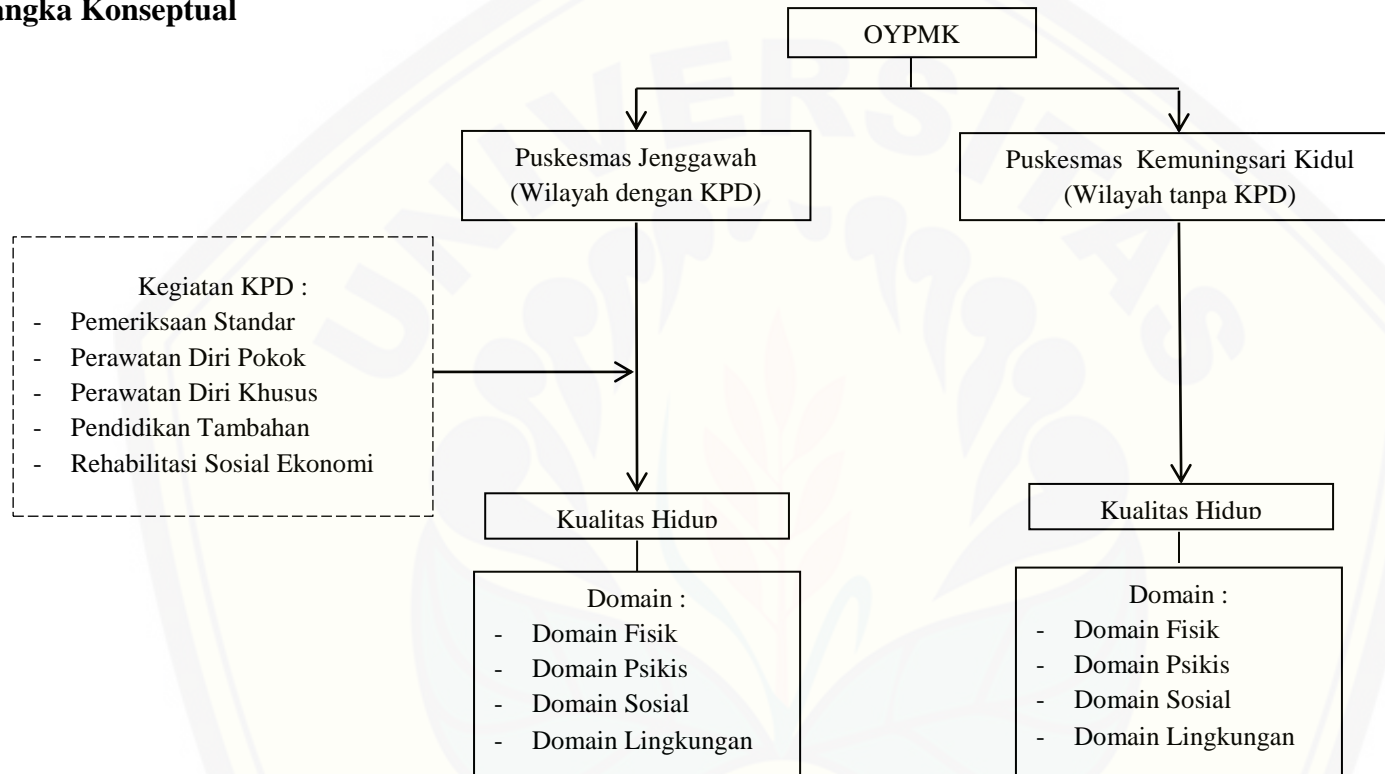 angka Konseptual
OYPMK
Puskesmas Jenggawah
(Wilayah dengan KPD)
Puskesmas Kemuningsari Kidul
(Wilayah tanpa KPD)
Kegiatan KPD :
- Pemeriksaan Standar
- Perawatan Diri Pokok
- Perawatan Diri Khusus
- Pendidikan Tambahan
- Rehabilitasi Sosial Ekonomi
Kualitas Hidup
Kualitas Hidup
Domain :
- Domain Fisik
- Domain Psikis
- Domain Sosial
- Domain Lingkungan
Domain :
- Domain Fisik
- Domain Psikis
- Domain Sosial
- Domain Lingkungan
UNIVERSITAS